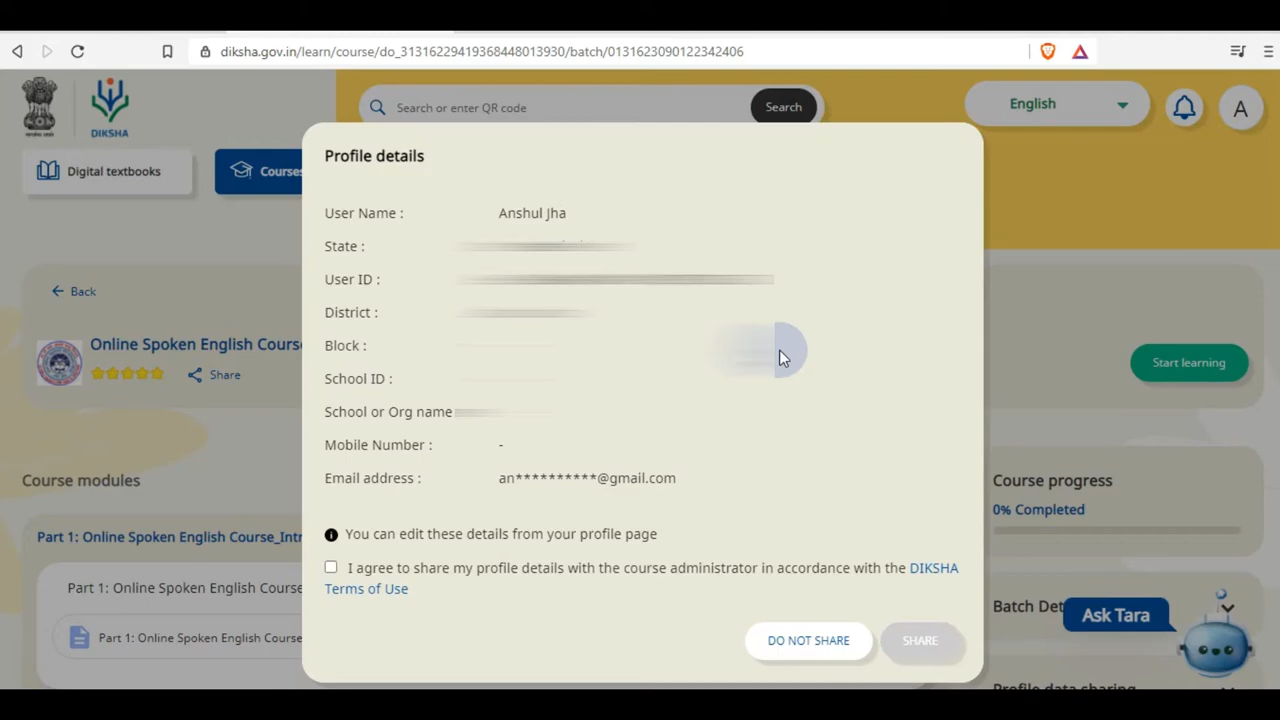 diksha.gov.in/learn/course/do_31316229419368448013930/batch/0131623090122342406
DIKSHA
Search or enter QR code
Search
English
A
Digital textbooks
Courses
Profile details
User Name : Anshul Jha
State :
User ID :
District :
Block :
School ID :
School or Org name
Mobile Number : -
Email address : an**********@gmail.com
You can edit these details from your profile page
I agree to share my profile details with the course administrator in accordance with the DIKSHA
Terms of Use
DO NOT SHARE
SHARE
Back
Online Spoken English Cours
Share
Start learning
Course modules
Part 1: Online Spoken English Course_Intr
Part 1: Online Spoken English Course
Part 1: Online Spoken English Course
Course progress
0% Completed
Batch Det
Ask Tara
Profile data sharing